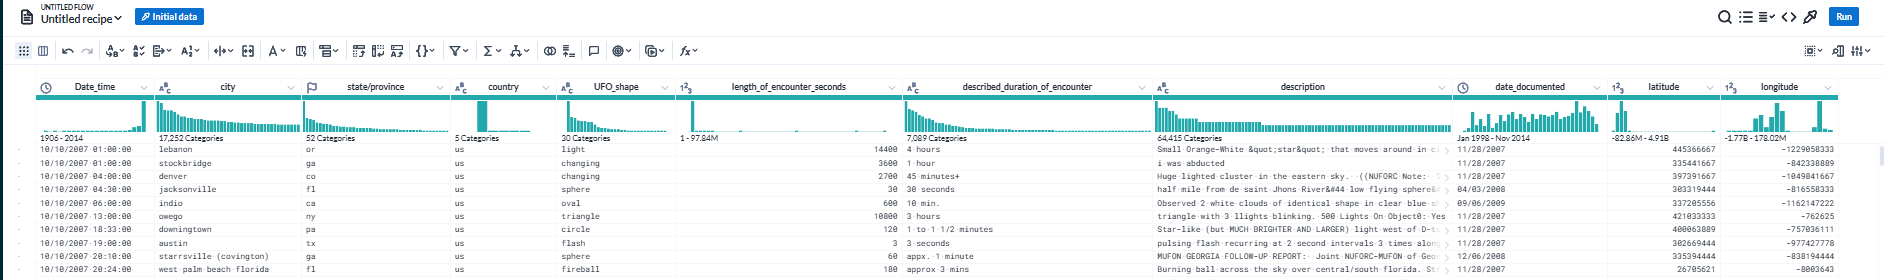 UNTITLED FLOW
Untitled recipe Initial data Run
Date_time city state/province country UFO_shape length_of_encounter_seconds described_duration_of_encounter description date_documented latitude longitude
1906 - 2014 17,252 Categories 52 Categories 5 Categories 30 Categories 1 - 97.84M 7,089 Categories 64,415 Categories Jan 1998 - Nov 2014 -82.86M - 4.91B -1.77B - 178.02M
10/10/2007·01:00:00 lebanon or us light 14400 4·hours Small·Orange-White·&quot;star&quot;·that·moves·around·in·c 11/28/2007 445366667 -1229058333
10/10/2007·01:00:00 stockbridge ga us changing 3600 1·hour i·was·abducted 11/28/2007 335441667 -842338889
10/10/2007·04:00:00 denver co us changing 2700 45·minutes+ Huge·lighted·cluster·in·the·eastern·sky.··((NUFORC·Note:··S 11/28/2007 397391667 -1049841667
10/10/2007·04:30:00 jacksonville fl us sphere 30 30·seconds half·mile·from·de·saint·Jhons·River&#44·low·flying·sphere& 04/03/2008 303319444 -816558333
10/10/2007·06:00:00 indio ca us oval 600 10·min. Observed·2·white·clouds·of·identical·shape·in·clear·blue·s 09/06/2009 337205556 -1162147222
10/10/2007·13:00:00 owego ny us triangle 10800 3·hours triangle·with·3·llights·blinking.·500·Lights·On·Object0:·Yes 11/28/2007 421033333 -762625
10/10/2007·18:33:00 downingtown pa us circle 120 1·to·1·1/2·minutes Star-like·(but·MUCH·BRIGHTER·AND·LARGER)·light·west·of·D-to 11/28/2007 400063889 -757036111
10/10/2007·19:00:00 austin tx us flash 3 3·seconds pulsing·flash·recurring·at·2·second·intervals·3·times·along 11/28/2007 302669444 -977427778
10/10/2007·20:10:00 starrsville·(covington) ga us sphere 60 appx.·1·minute MUFON·GEORGIA·FOLLOW-UP·REPORT:··Joint·NUFORC-MUFON·of·Geo 12/06/2008 335394444 -838194444
10/10/2007·20:24:00 west·palm·beach·florida fl us fireball 180 approx·3·mins Burning·ball·across·the·sky·over·central/south·florida.·St 11/28/2007 26705621 -8003643